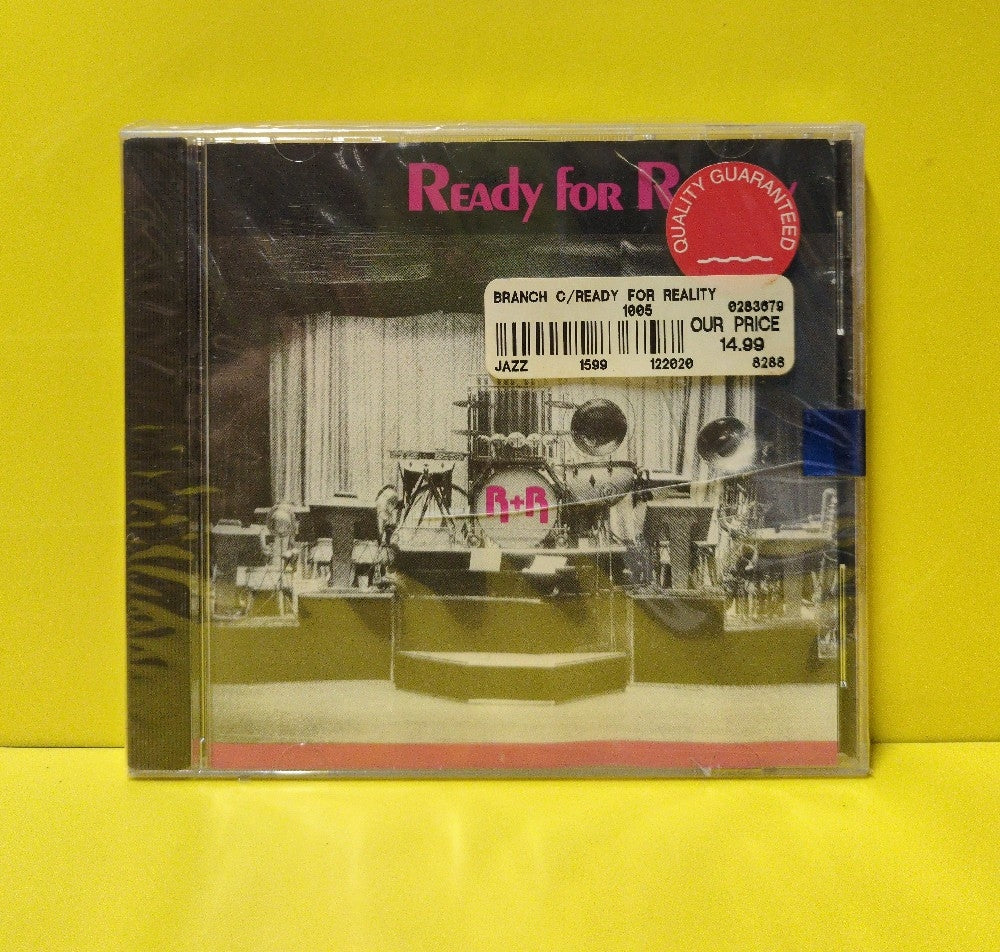 READY FOR R
QUALITY GUARANTEED
BRANCH C/READY FOR REALITY
1005 0283679
OUR PRICE
14.99
JAZZ 1599 122020 8288
R+R